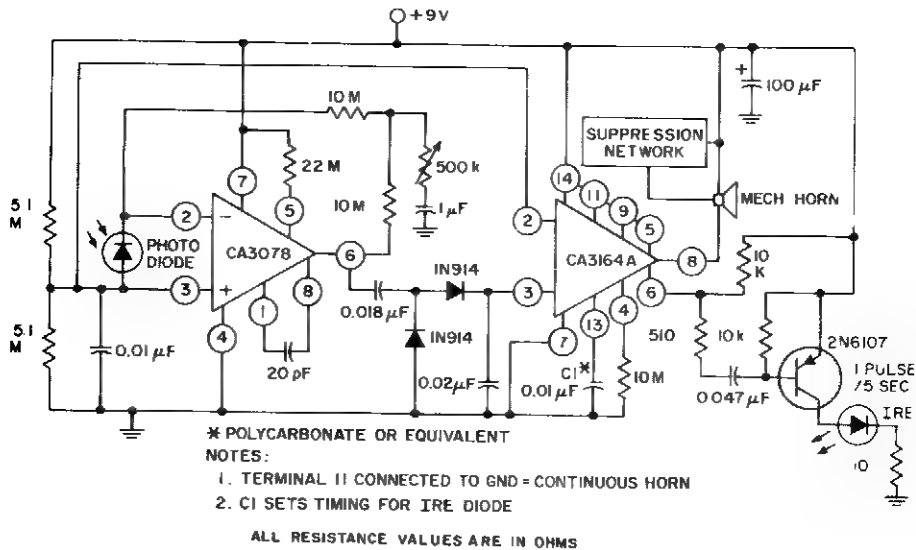 +9V
10 M
100 µF
+
SUPPRESSION
NETWORK
500 k
22 M
7
14
11
5.1
M
10 M
1 µF
2
5
9
5
MECH HORN
2
−
PHOTO
DIODE
CA3078
6
CA3164A
8
10
K
3
+
8
1N914
3
6
1
0.018 µF
13
4
510
10k
2N6107
5.1
M
4
1N914
7
C1*
1 PULSE
/5 SEC
0.01 µF
20 pF
0.02 µF
0.01 µF
10 M
0.047 µF
IRE
10
* POLYCARBONATE OR EQUIVALENT
NOTES:
1. TERMINAL 11 CONNECTED TO GND = CONTINUOUS HORN
2. C1 SETS TIMING FOR IRE DIODE
ALL RESISTANCE VALUES ARE IN OHMS